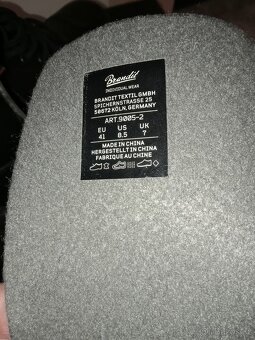 Brandit
INDIVIDUAL WEAR
BRANDIT TEXTIL GMBH
SPICHERNSTRASSE 25
50672 KÖLN, GERMANY
ART.9005-2
EU US UK
41 8.5 7
MADE IN CHINA
HERGESTELLT IN CHINA
FABRIQUE AU CHINE